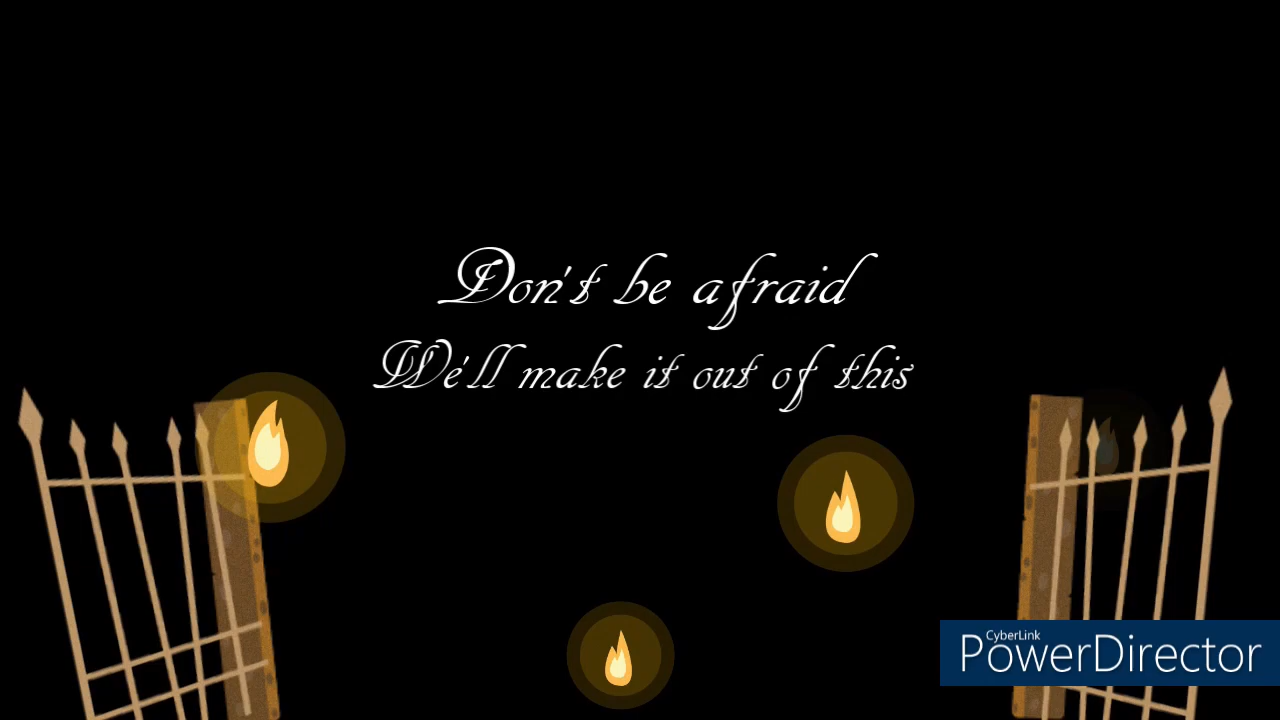 Don't be afraid
We'll make it out of this
CyberLink
PowerDirector